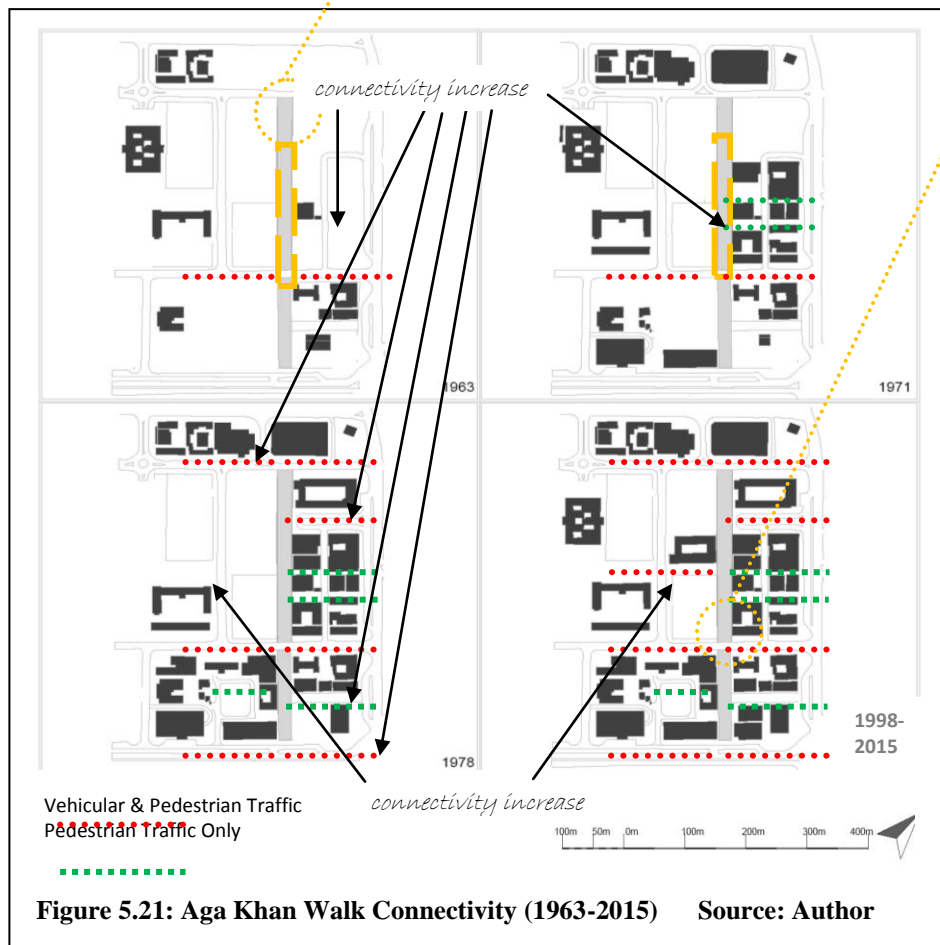 connectivity increase
1963
1971
1978
1998-
2015
connectivity increase
Vehicular & Pedestrian Traffic
Pedestrian Traffic Only
100m 50m 0m 100m 200m 300m 400m
Figure 5.21: Aga Khan Walk Connectivity (1963-2015) Source: Author